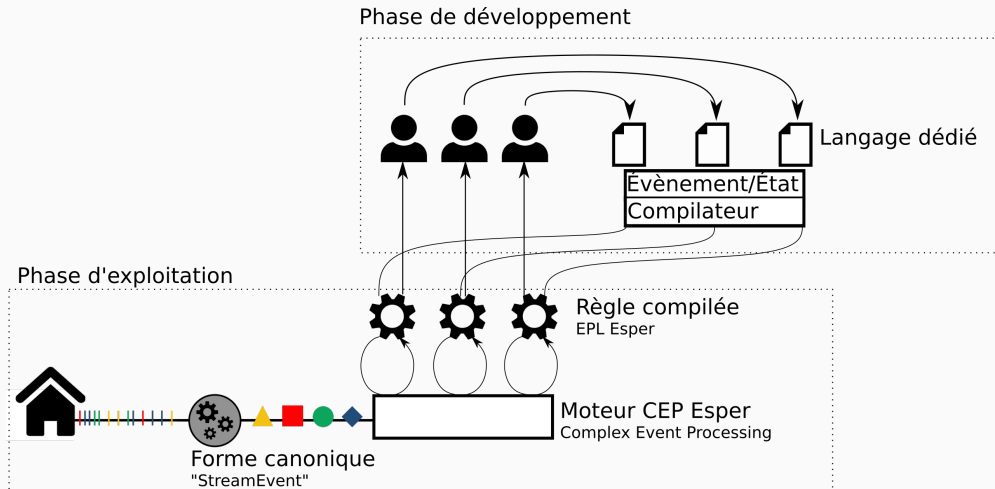 Phase de développement
Langage dédié
Évènement/État
Compilateur
Phase d'exploitation
Règle compilée
EPL Esper
Moteur CEP Esper
Complex Event Processing
Forme canonique
"StreamEvent"